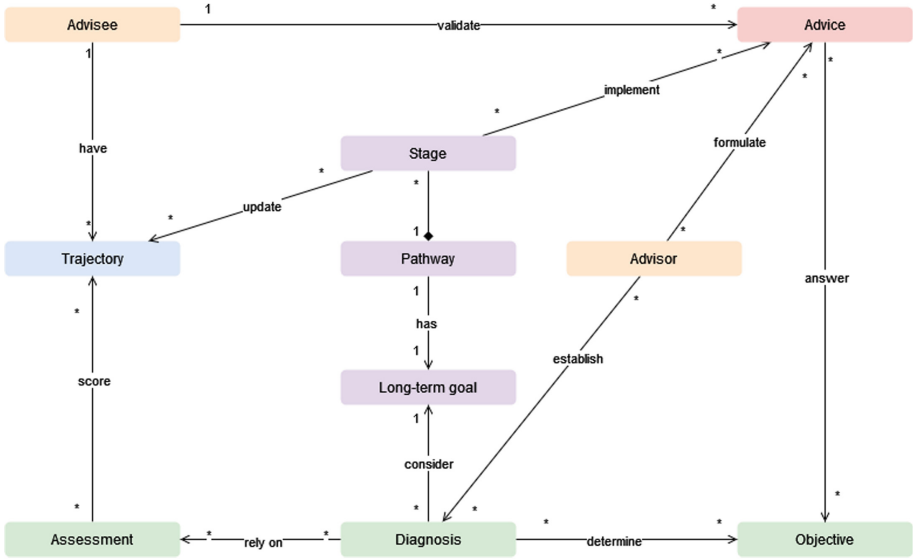 1
*
Advisee
validate
Advice
1
*
*
implement
*
*
have
formulate
Stage
*
*
update
*
*
*
1
*
Trajectory
Pathway
Advisor
1
*
answer
*
has
1
establish
score
Long-term goal
1
consider
*
*
*
*
*
*
*
*
Assessment
rely on
Diagnosis
determine
Objective